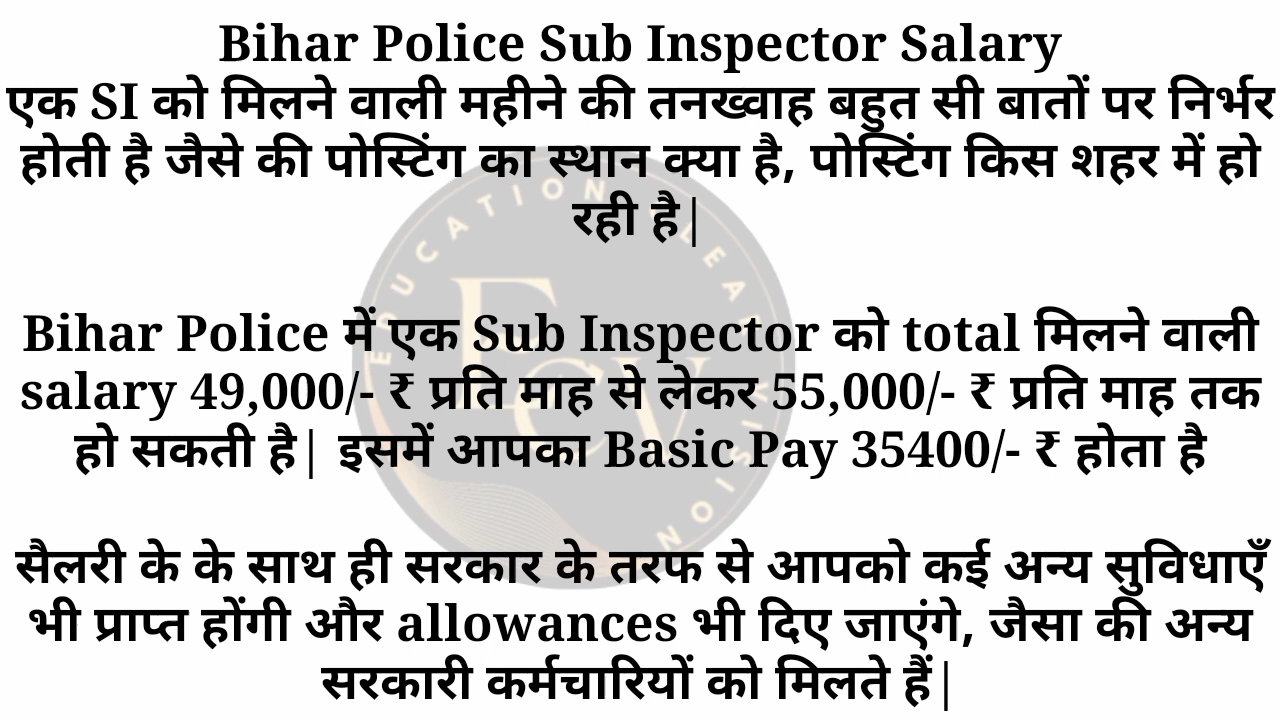 Bihar Police Sub Inspector Salary
एक SI को मिलने वाली महीने की तनख्वाह बहुत सी बातों पर निर्भर
होती है जैसे की पोस्टिंग का स्थान क्या है, पोस्टिंग किस शहर में हो
रही है|
Bihar Police में एक Sub Inspector को total मिलने वाली
salary 49,000/- ₹ प्रति माह से लेकर 55,000/- ₹ प्रति माह तक
हो सकती है| इसमें आपका Basic Pay 35400/- ₹ होता है
सैलरी के के साथ ही सरकार के तरफ से आपको कई अन्य सुविधाएँ
भी प्राप्त होंगी और allowances भी दिए जाएंगे, जैसा की अन्य
सरकारी कर्मचारियों को मिलते हैं|
EDUCATION